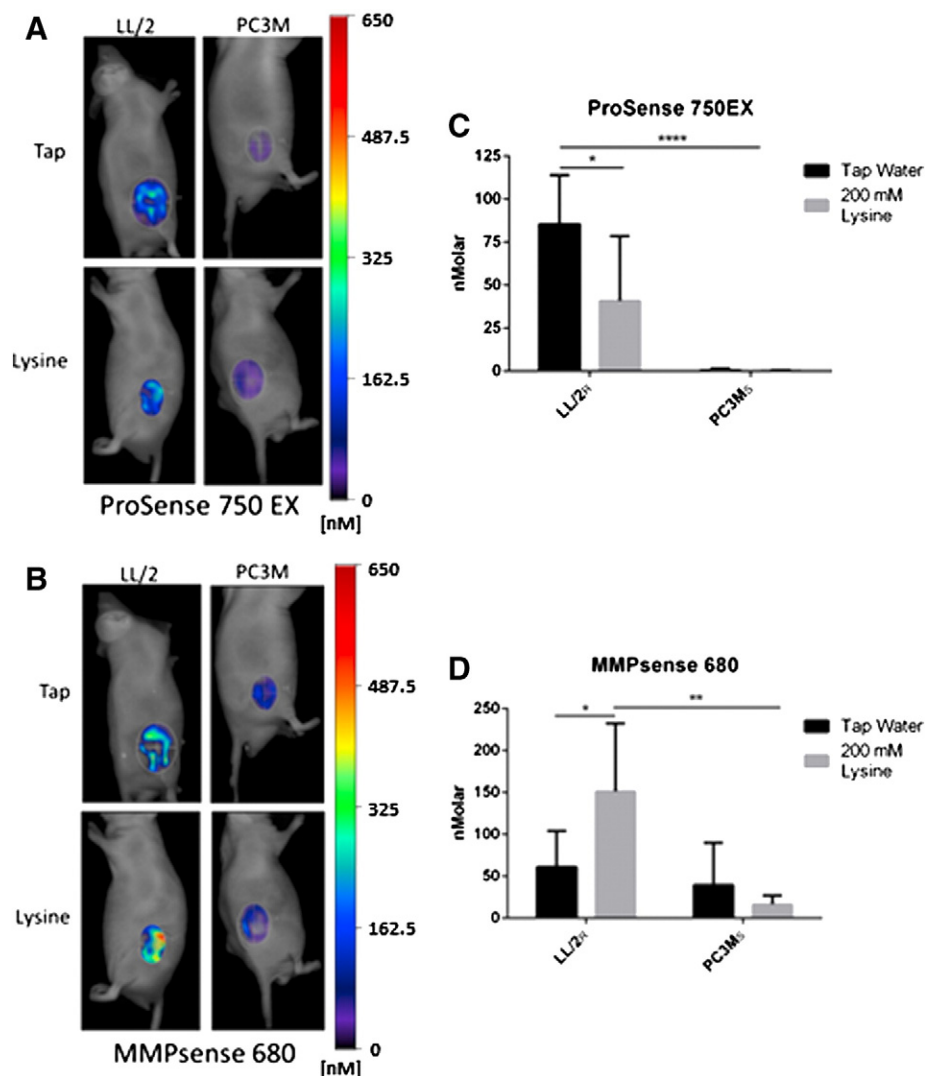 A
LL/2
PC3M
650
Tap
487.5
325
Lysine
162.5
0
ProSense 750 EX
[nM]
B
LL/2
PC3M
650
Tap
487.5
325
Lysine
162.5
0
MMPsense 680
[nM]
C
ProSense 750EX
****
*
125
100
75
50
25
0
nMolar
LL/2R
PC3MS
Tap Water
200 mM
Lysine
D
MMPsense 680
*
**
250
200
150
100
50
0
nMolar
LL/2R
PC3MS
Tap Water
200 mM
Lysine